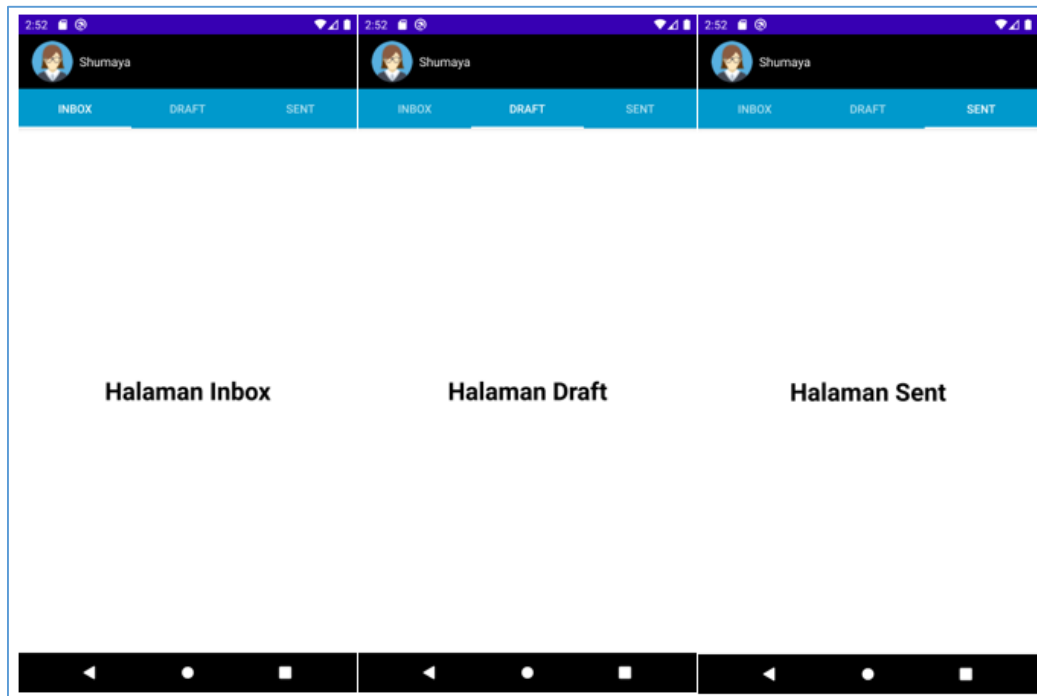 2:52
Shumaya
INBOX DRAFT SENT
Halaman Inbox
2:52
Shumaya
INBOX DRAFT SENT
Halaman Draft
2:52
Shumaya
INBOX DRAFT SENT
Halaman Sent